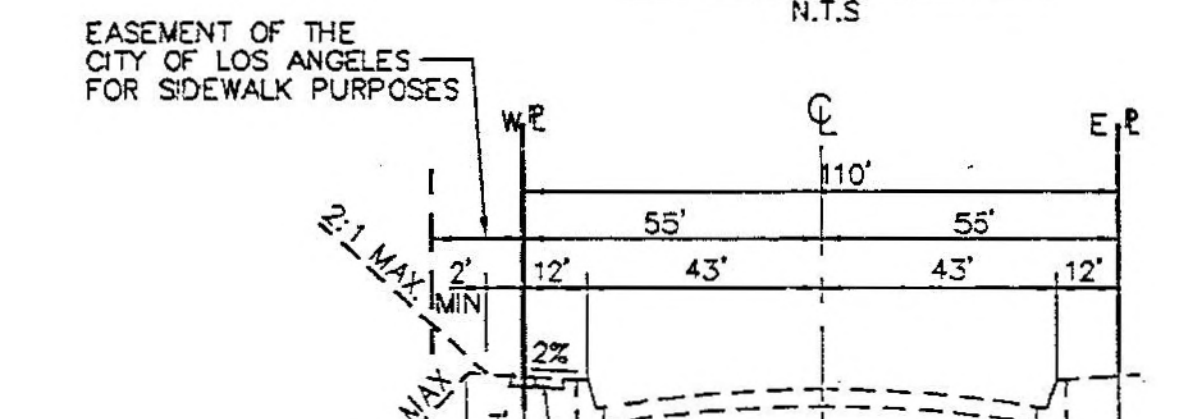 N.T.S
EASEMENT OF THE
CITY OF LOS ANGELES
FOR SIDEWALK PURPOSES
W ℄ E ℄
110'
55' 55'
2:1 MAX.
2' 12' 43' 43' 12'
MIN
2%
MAX